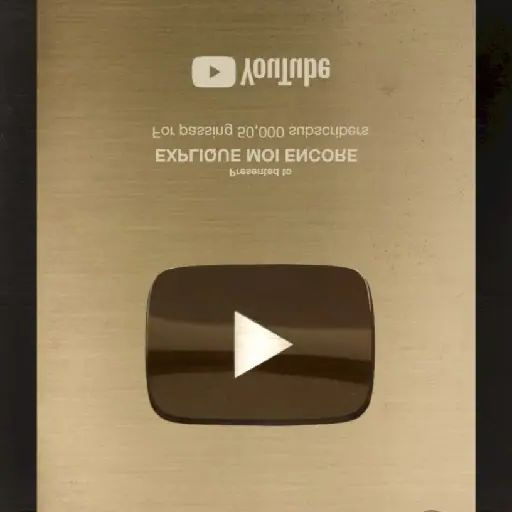 Presented to
EXPLIQUE MOI ENCORE
For passing 50,000 subscribers
YouTube